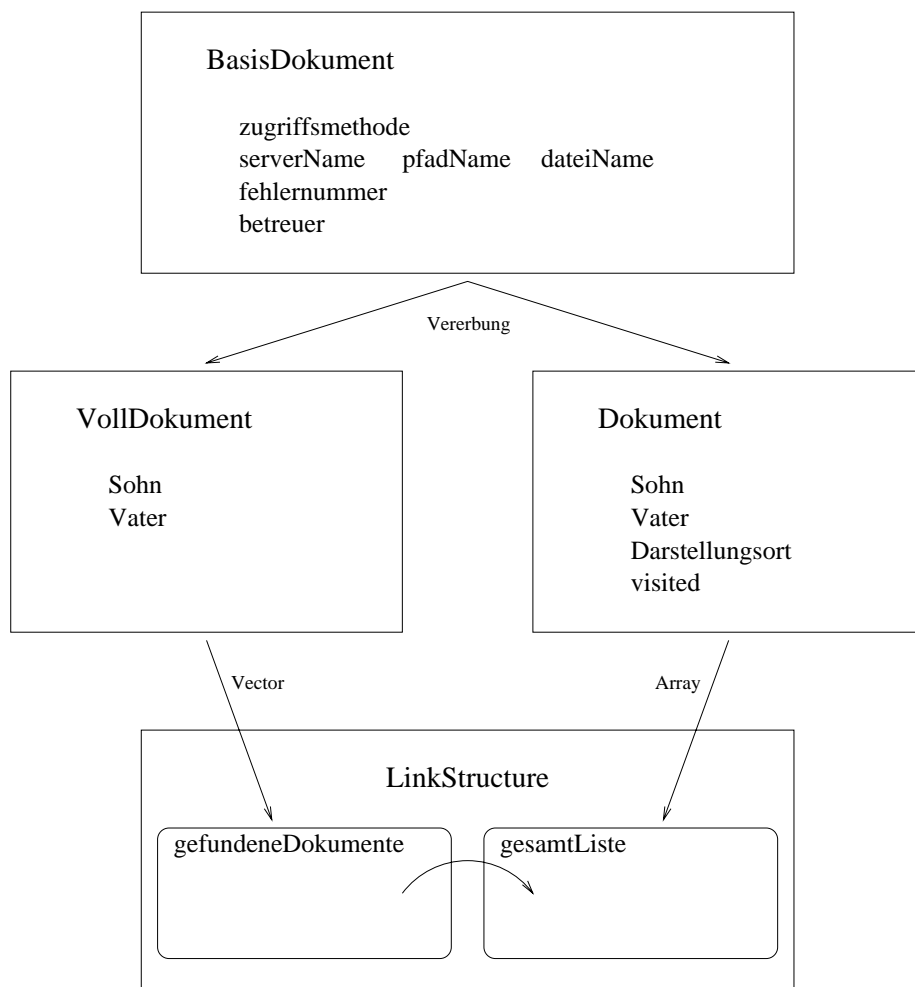 BasisDokument
zugriffsmethode
serverName pfadName dateiName
fehlernummer
betreuer
Vererbung
VollDokument
Sohn
Vater
Dokument
Sohn
Vater
Darstellungsort
visited
Vector
Array
LinkStructure
gefundeneDokumente
gesamtListe